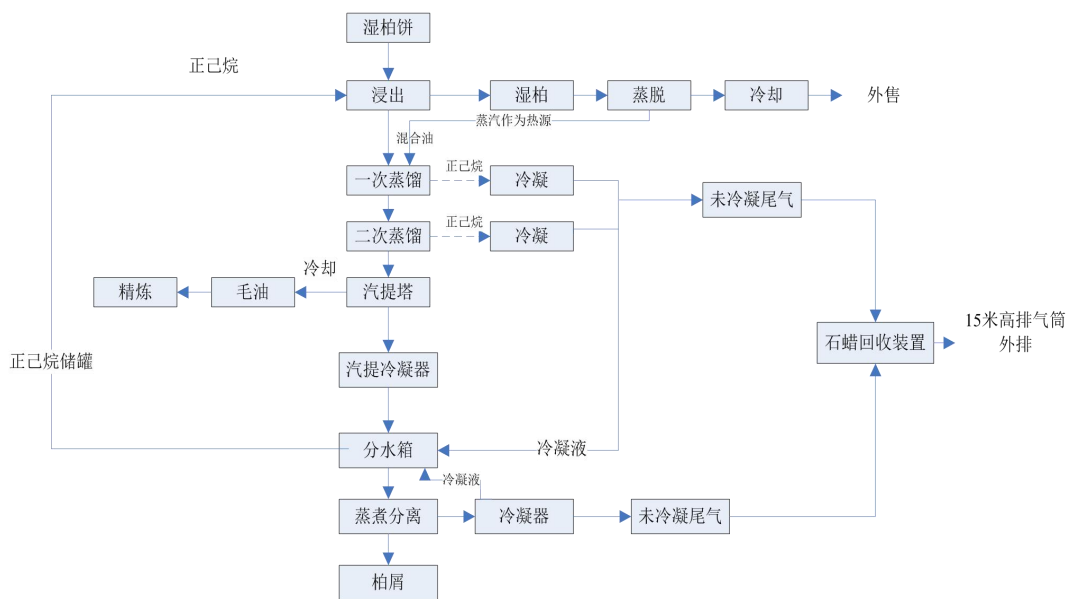 湿柏饼
正己烷
浸出
湿柏
蒸脱
冷却
外售
蒸汽作为热源
混合油
正己烷
一次蒸馏
冷凝
未冷凝尾气
正己烷
二次蒸馏
冷凝
冷却
精炼
毛油
汽提塔
15米高排气筒
外排
石蜡回收装置
正己烷储罐
汽提冷凝器
分水箱
冷凝液
冷凝液
蒸煮分离
冷凝器
未冷凝尾气
柏屑